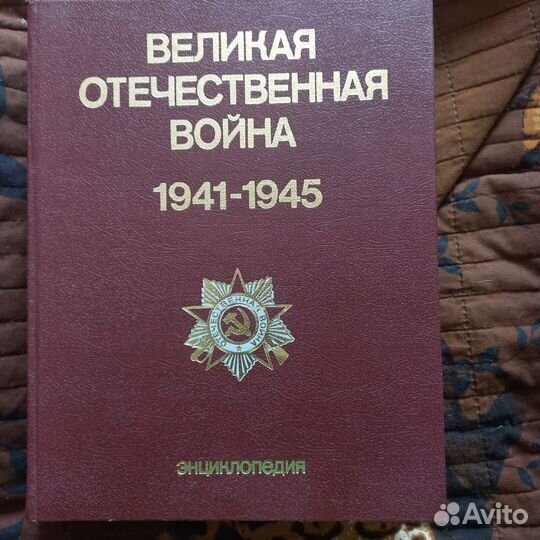 ВЕЛИКАЯ
ОТЕЧЕСТВЕННАЯ
ВОЙНА
1941-1945
ОТЕЧЕСТВЕННАЯ ВОЙНА
ЭНЦИКЛОПЕДИЯ
Avito